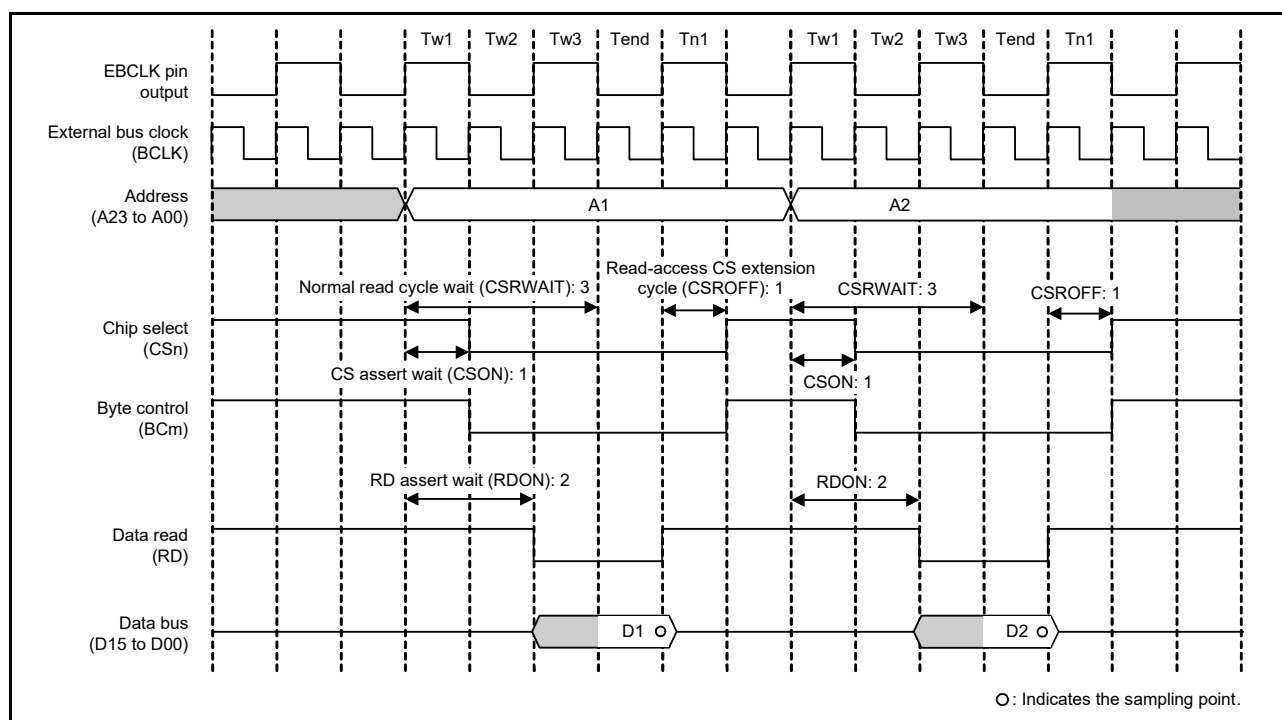 Tw1 Tw2 Tw3 Tend Tn1 Tw1 Tw2 Tw3 Tend Tn1
EBCLK pin
output
External bus clock
(BCLK)
Address
(A23 to A00)
A1
A2
Normal read cycle wait (CSRWAIT): 3
Read-access CS extension
cycle (CSROFF): 1
CSRWAIT: 3
CSROFF: 1
Chip select
(CSn)
CS assert wait (CSON): 1
CSON: 1
Byte control
(BCm)
RD assert wait (RDON): 2
RDON: 2
Data read
(RD)
Data bus
(D15 to D00)
D1
D2
: Indicates the sampling point.